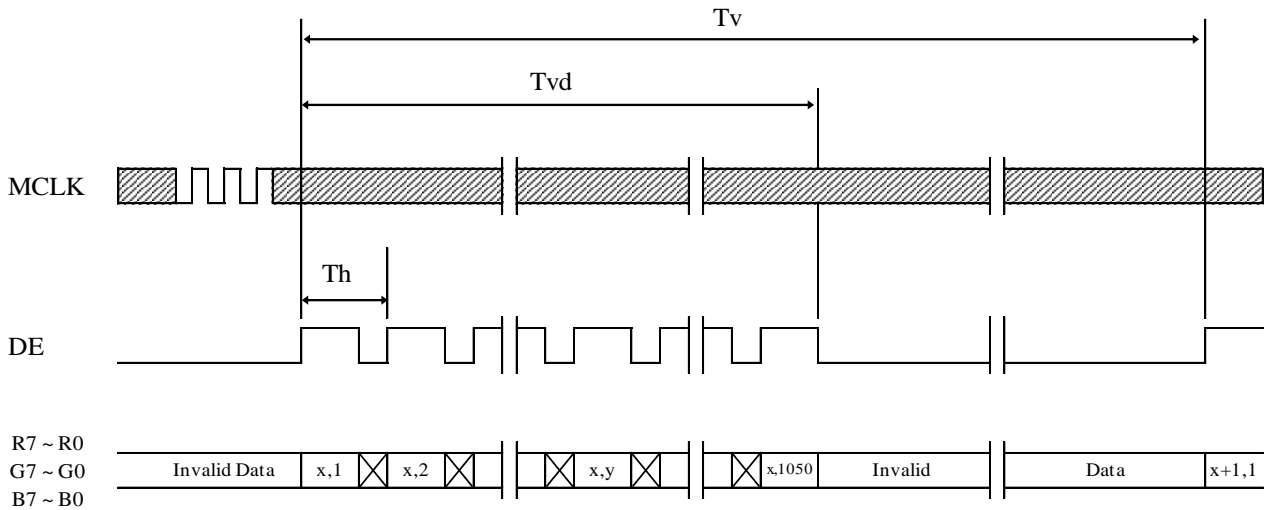 Tv
Tvd
MCLK
Th
DE
R7 ~ R0
G7 ~ G0
B7 ~ B0
Invalid Data x,1 x,2 x,y x,1050 Invalid Data x+1,1